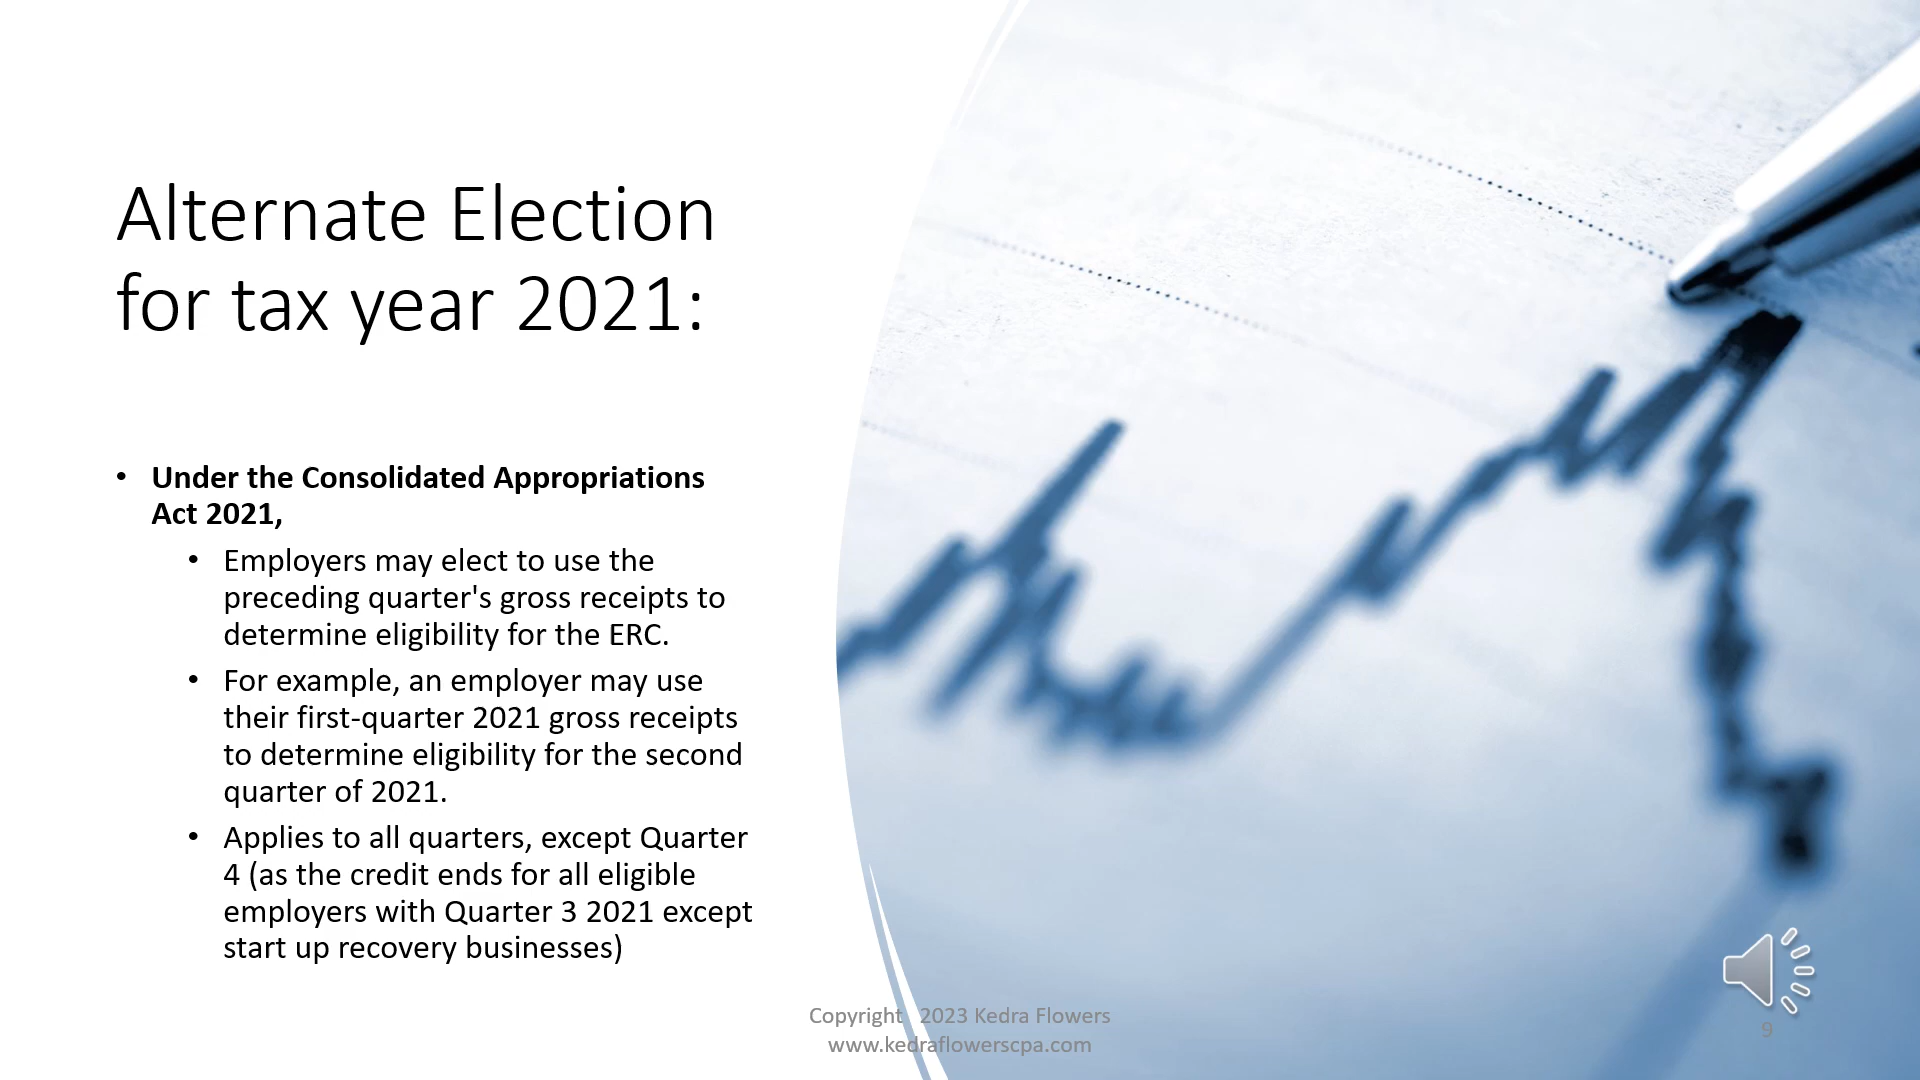 Alternate Election
for tax year 2021:
• Under the Consolidated Appropriations
Act 2021,
• Employers may elect to use the
preceding quarter's gross receipts to
determine eligibility for the ERC.
• For example, an employer may use
their first-quarter 2021 gross receipts
to determine eligibility for the second
quarter of 2021.
• Applies to all quarters, except Quarter
4 (as the credit ends for all eligible
employers with Quarter 3 2021 except
start up recovery businesses)
Copyright 2023 Kedra Flowers
www.kedraflowerscpa.com
9